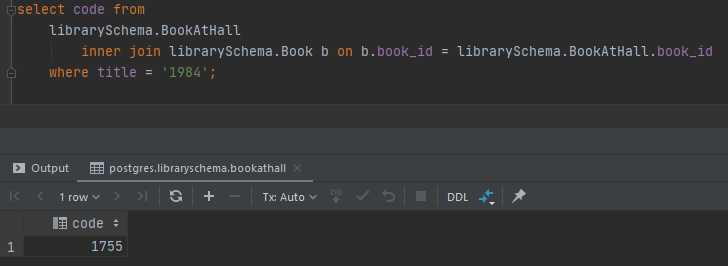 select code from
librarySchema.BookAtHall
inner join librarySchema.Book b on b.book_id = librarySchema.BookAtHall.book_id
where title = '1984';
Output postgres.libraryschema.bookathall
1 row Tx: Auto DB DDL
code
1 1755